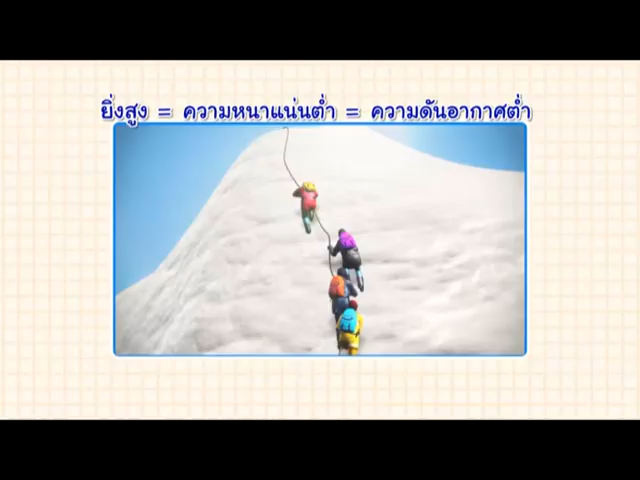 ยิ่งสูง = ความหนาแน่นต่ำ = ความดันอากาศต่ำ